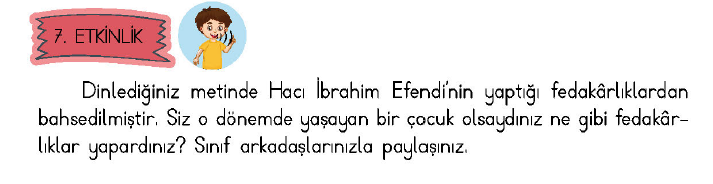 7. ETKİNLİK
Dinlediğiniz metinde Hacı İbrahim Efendi'nin yaptığı fedakârlıklardan
bahsedilmiştir. Siz o dönemde yaşayan bir çocuk olsaydınız ne gibi fedakâr-
lıklar yapardınız? Sınıf arkadaşlarınızla paylaşınız.